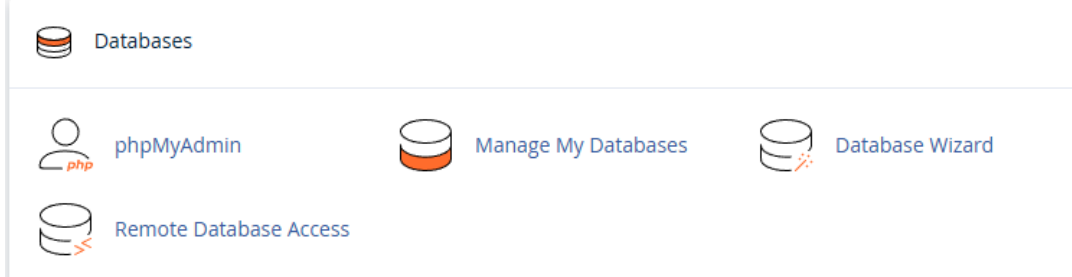 Databases
phpMyAdmin
php
Manage My Databases
Database Wizard
Remote Database Access